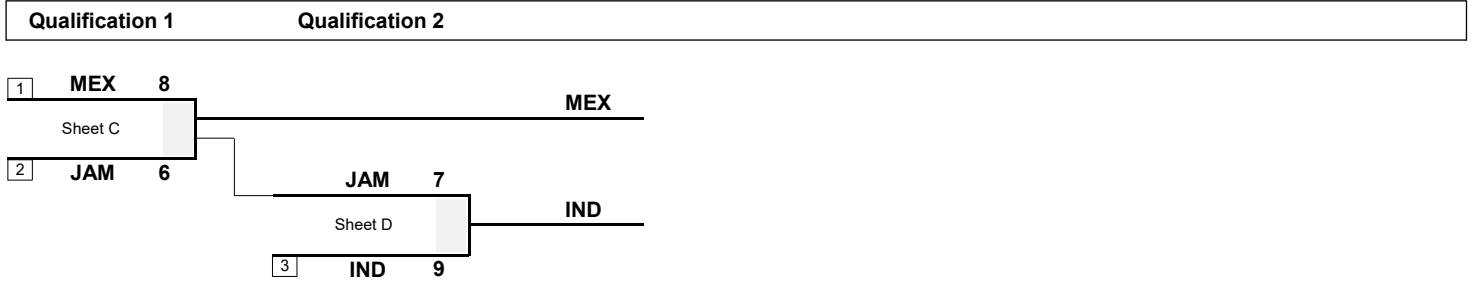 Qualification 1 Qualification 2
1 MEX 8
MEX
Sheet C
2 JAM 6
JAM 7
IND
Sheet D
3 IND 9